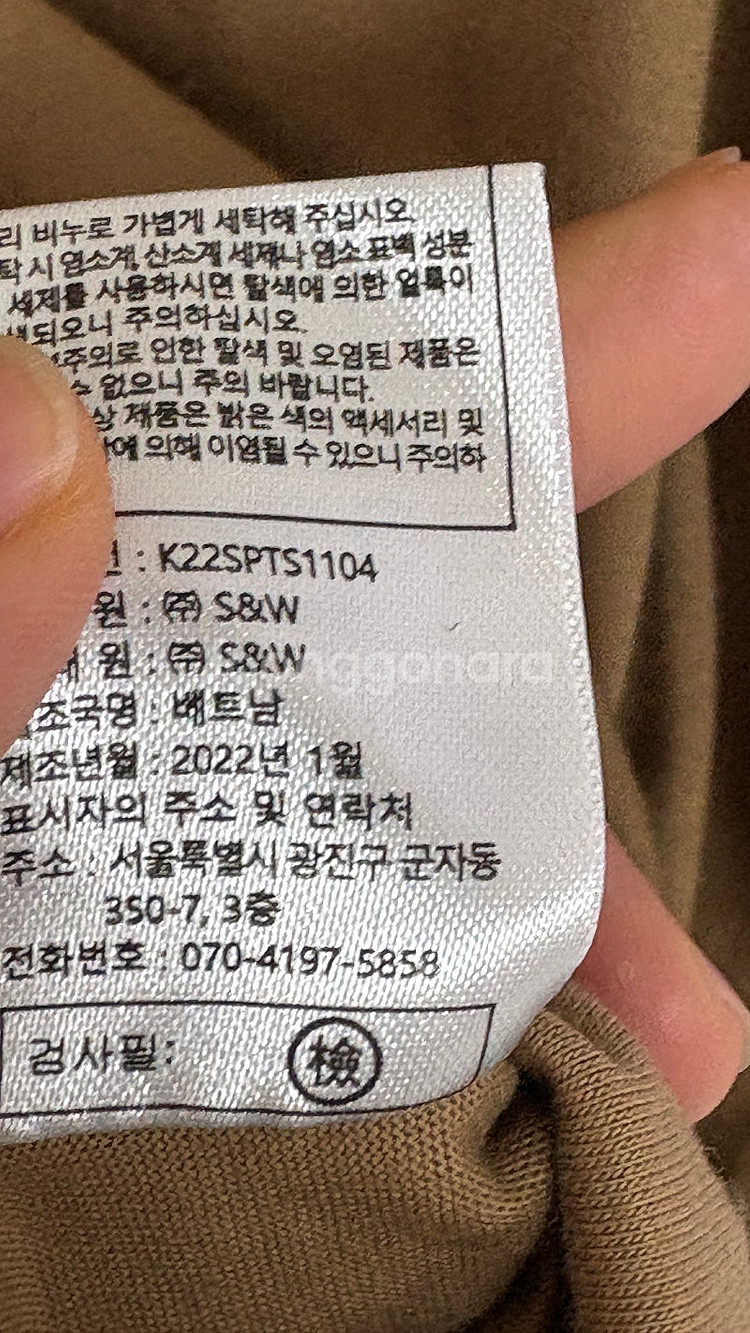 리 비누로 가볍게 세탁해 주십시오.
탁 시 염소계, 산소계 세제나 염소 표백 성분
세제를 사용하시면 탈색에 의한 얼룩이
색되오니 주의하십시오.
주의로 인한 탈색 및 오염된 제품은
수 없으니 주의 바랍니다.
상 제품은 밝은 색의 액세서리 및
에 의해 이염될 수 있으니 주의하
: K22SPTS1104
원 : ㈜ S&W
원 : ㈜ S&W
제조국명 : 베트남
제조년월 : 2022년 1월
표시자의 주소 및 연락처
주소 : 서울특별시 광진구 군자동
350-7, 3층
전화번호 : 070-4197-5858
검사필: 檢